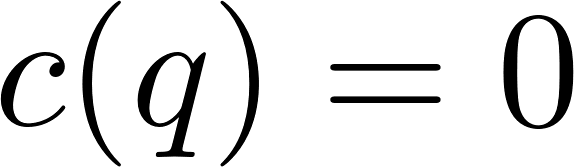 c(q) = 0